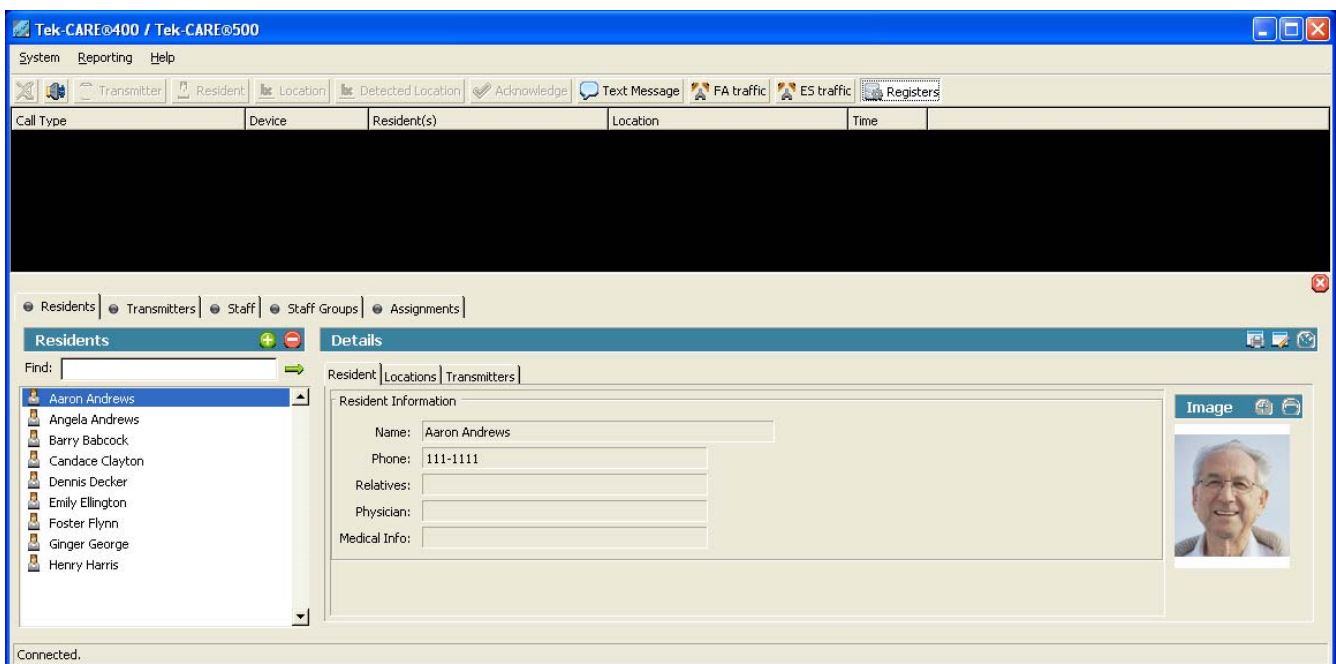 Tek-CARE®400 / Tek-CARE®500
System Reporting Help
Transmitter Resident Location Detected Location Acknowledge Text Message FA traffic ES traffic Registers
Call Type Device Resident(s) Location Time
Residents Transmitters Staff Staff Groups Assignments
Residents Details
Find:
Resident Locations Transmitters
Aaron Andrews
Angela Andrews
Barry Babcock
Candace Clayton
Dennis Decker
Emily Ellington
Foster Flynn
Ginger George
Henry Harris
Resident Information
Name: Aaron Andrews
Phone: 111-1111
Relatives:
Physician:
Medical Info:
Image
Connected.